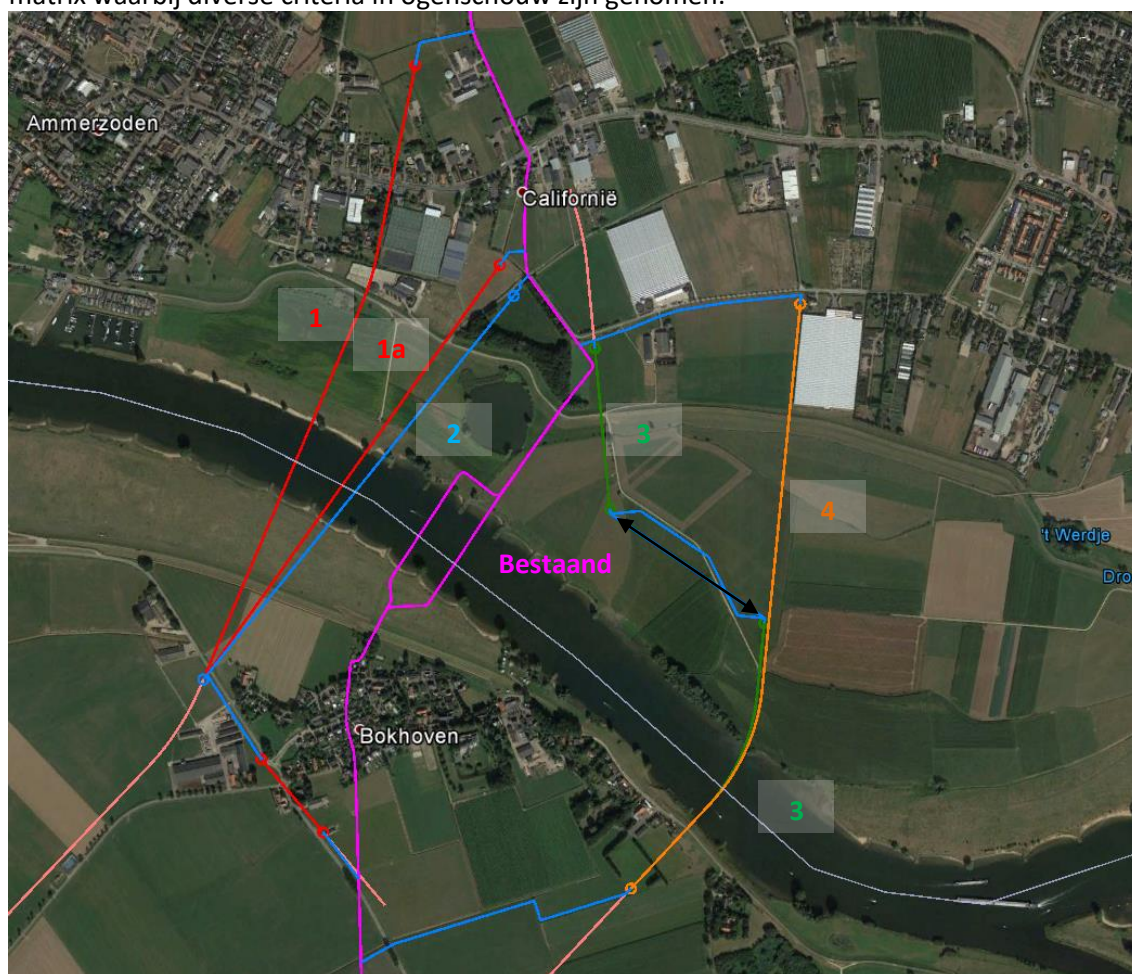 matrix waarbij diverse criteria in ogenschouw zijn genomen.
Ammerzoden
Californië
1
1a
2
3
4
't Werdje
Dro
Bestaand
Bokhoven
3